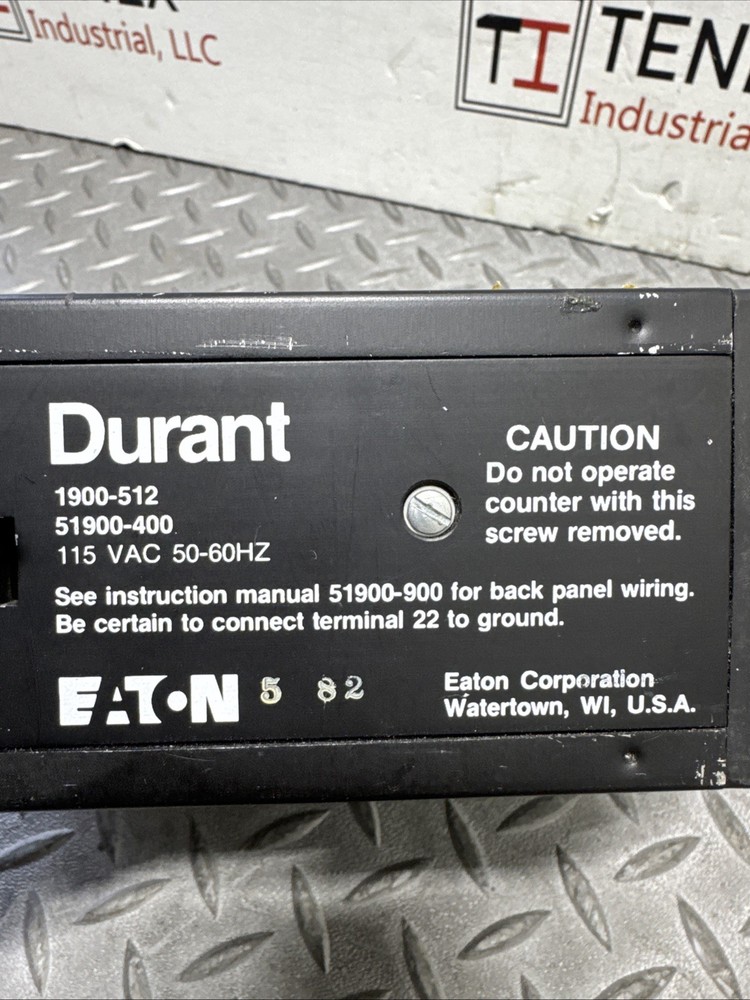 Industrial, LLC
TI
Durant
1900-512
51900-400
115 VAC 50-60HZ
CAUTION
Do not operate
counter with this
screw removed.
See instruction manual 51900-900 for back panel wiring.
Be certain to connect terminal 22 to ground.
EATON 5 82
Eaton Corporation
Watertown, WI, U.S.A.